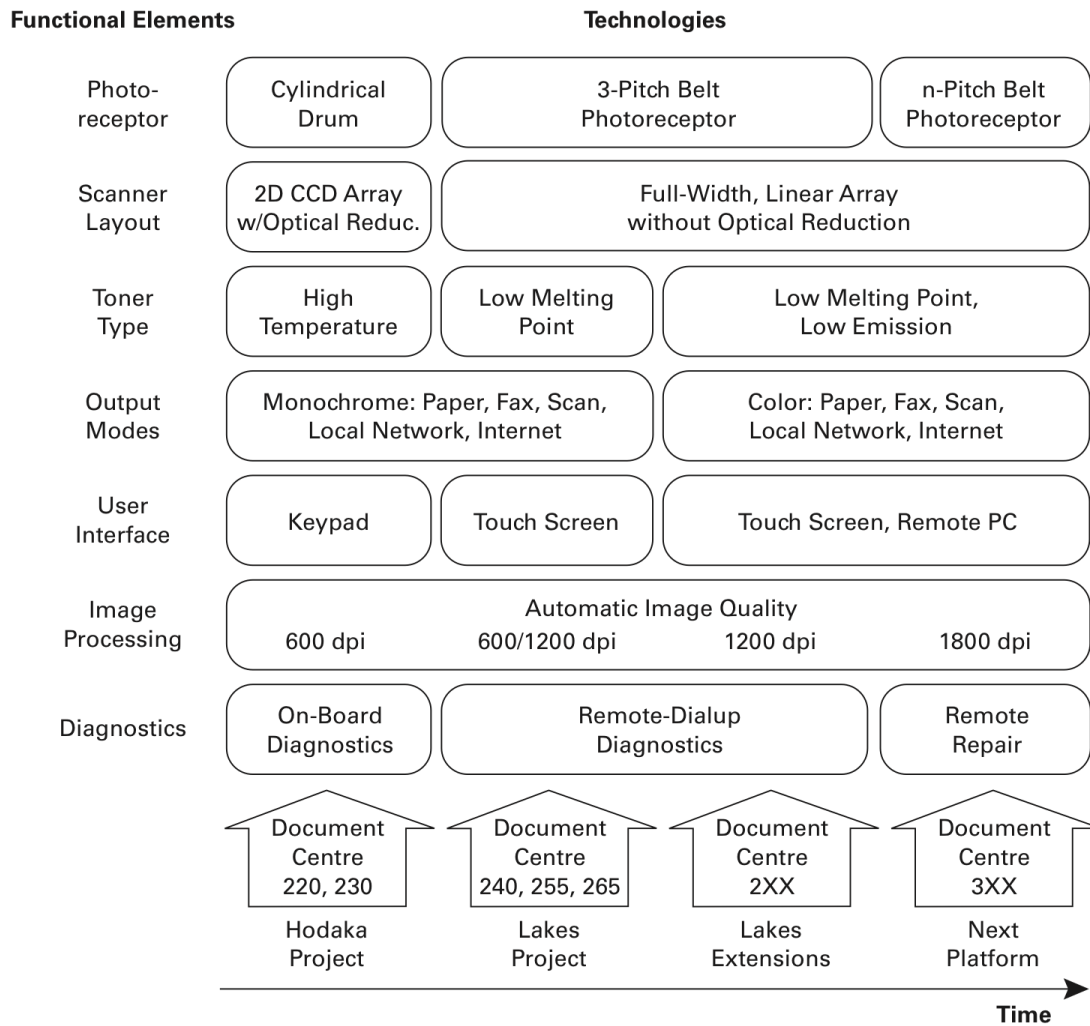 Functional Elements
Technologies
Photo-
receptor
Cylindrical
Drum
3-Pitch Belt
Photoreceptor
n-Pitch Belt
Photoreceptor
Scanner
Layout
2D CCD Array
w/Optical Reduc.
Full-Width, Linear Array
without Optical Reduction
Toner
Type
High
Temperature
Low Melting
Point
Low Melting Point,
Low Emission
Output
Modes
Monochrome: Paper, Fax, Scan,
Local Network, Internet
Color: Paper, Fax, Scan,
Local Network, Internet
User
Interface
Keypad
Touch Screen
Touch Screen, Remote PC
Image
Processing
Automatic Image Quality
600 dpi
600/1200 dpi
1200 dpi
1800 dpi
Diagnostics
On-Board
Diagnostics
Remote-Dialup
Diagnostics
Remote
Repair
Document
Centre
220, 230
Document
Centre
240, 255, 265
Document
Centre
2XX
Document
Centre
3XX
Hodaka
Project
Lakes
Project
Lakes
Extensions
Next
Platform
Time